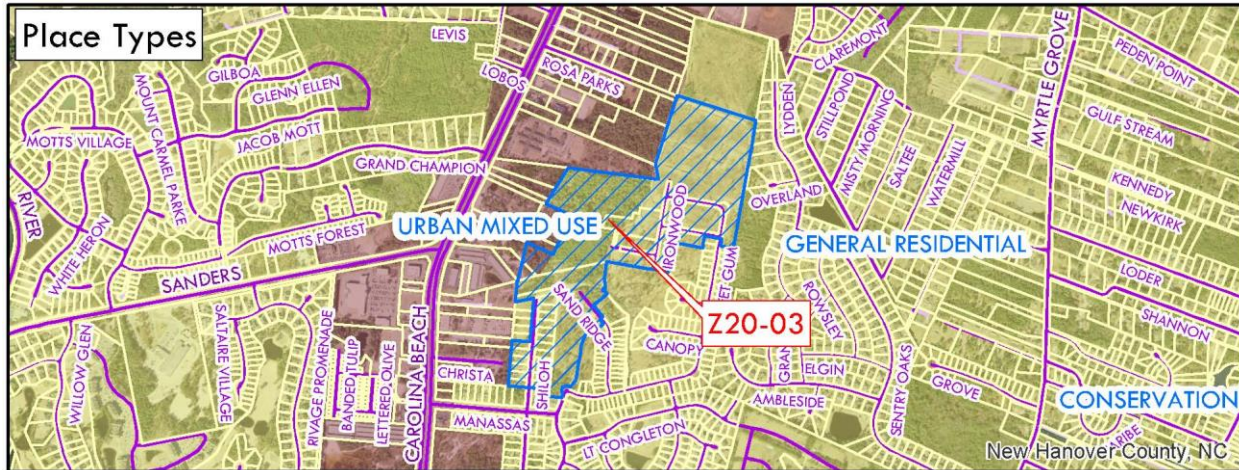 Place Types
LEVIS
GILBOA
GLENN ELLEN
MOUNT CARMEL PARKE
MOTTS VILLAGE
JACOB MOTT
LOBOS
ROSA PARKS
GRAND CHAMPION
CLAREMONT
LYDDEN
STILLPOND
MISTY MORNING
SALTEE
WATERMILL
MYRTLE GROVE
PEDEN POINT
GULF STREAM
KENNEDY
NEWKIRK
LODER
SHANNON
RIVER
WHITE HERON
MOTTS FOREST
SANDERS
URBAN MIXED USE
IRONWOOD
OVERLAND
GENERAL RESIDENTIAL
ET GUM
Z20-03
SAND RIDGE
CANOPY
ROWSLEY
GRAN
ELGIN
AMBLESIDE
SENTRY OAKS
GROVE
CONSERVATION
ARIBE
WILLOW GLEN
SALTAIRE VILLAGE
RIVAGE PROMENADE
BANDED TULIP
LETTERED OLIVE
CAROLINA BEACH
CHRISTA
MANASSAS
SHILOH
LT CONGLETON
New Hanover County, NC